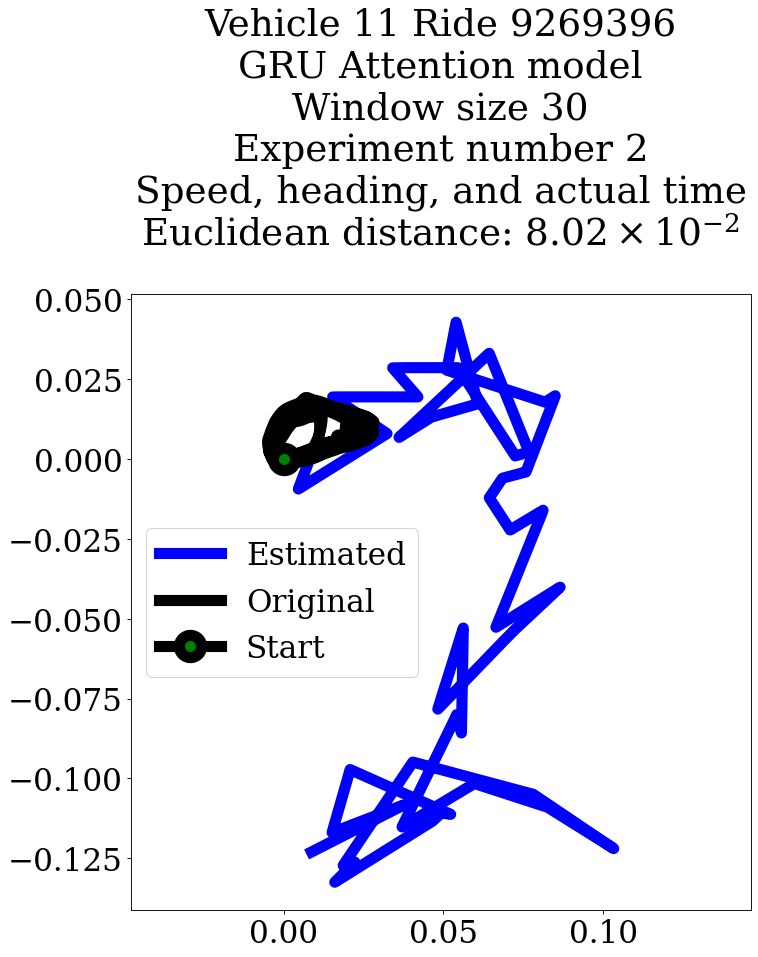 Vehicle 11 Ride 9269396
GRU Attention model
Window size 30
Experiment number 2
Speed, heading, and actual time
Euclidean distance: 8.02 × 10⁻²
0.050
0.025
0.000
−0.025
−0.050
−0.075
−0.100
−0.125
Estimated
Original
Start
0.00 0.05 0.10